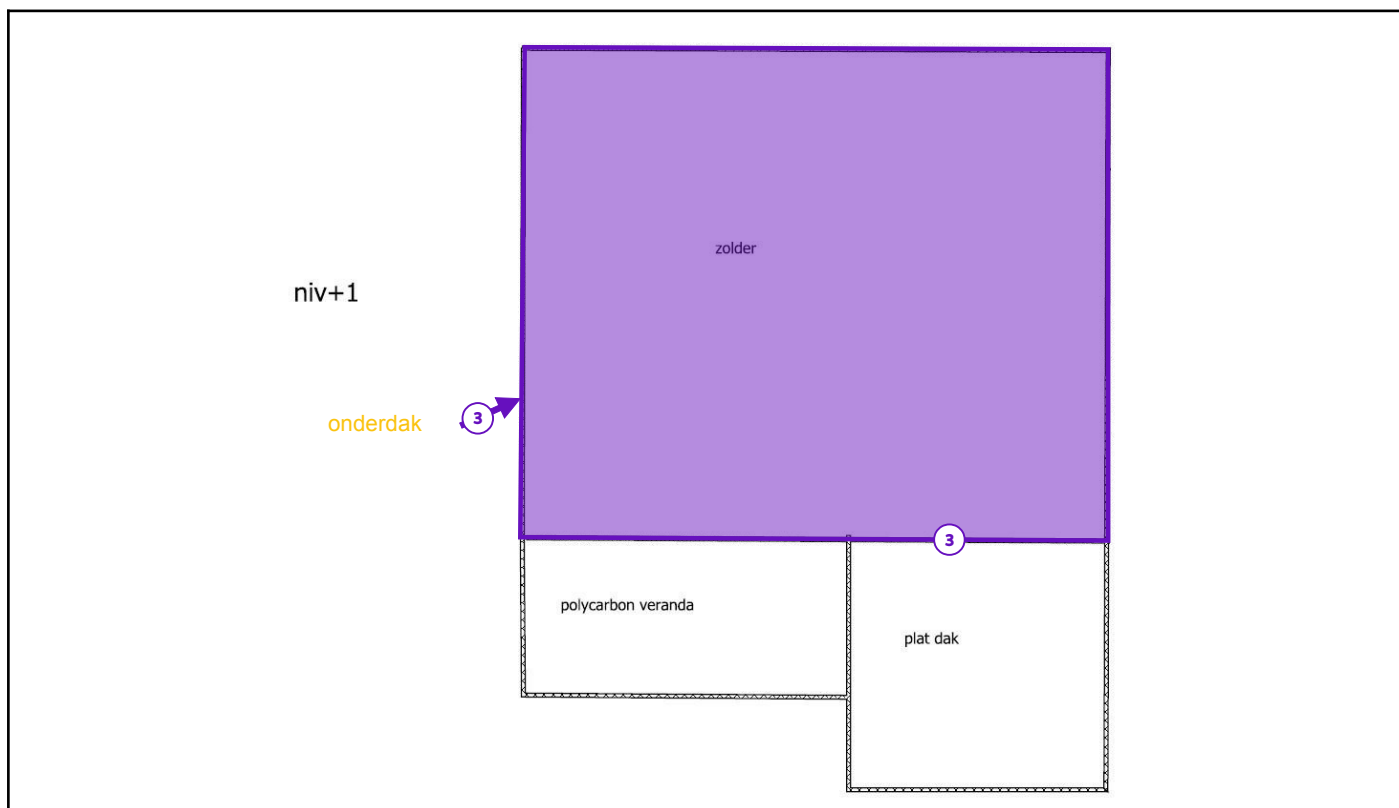 zolder
niv+1
onderdak
3
3
polycarbon veranda
plat dak